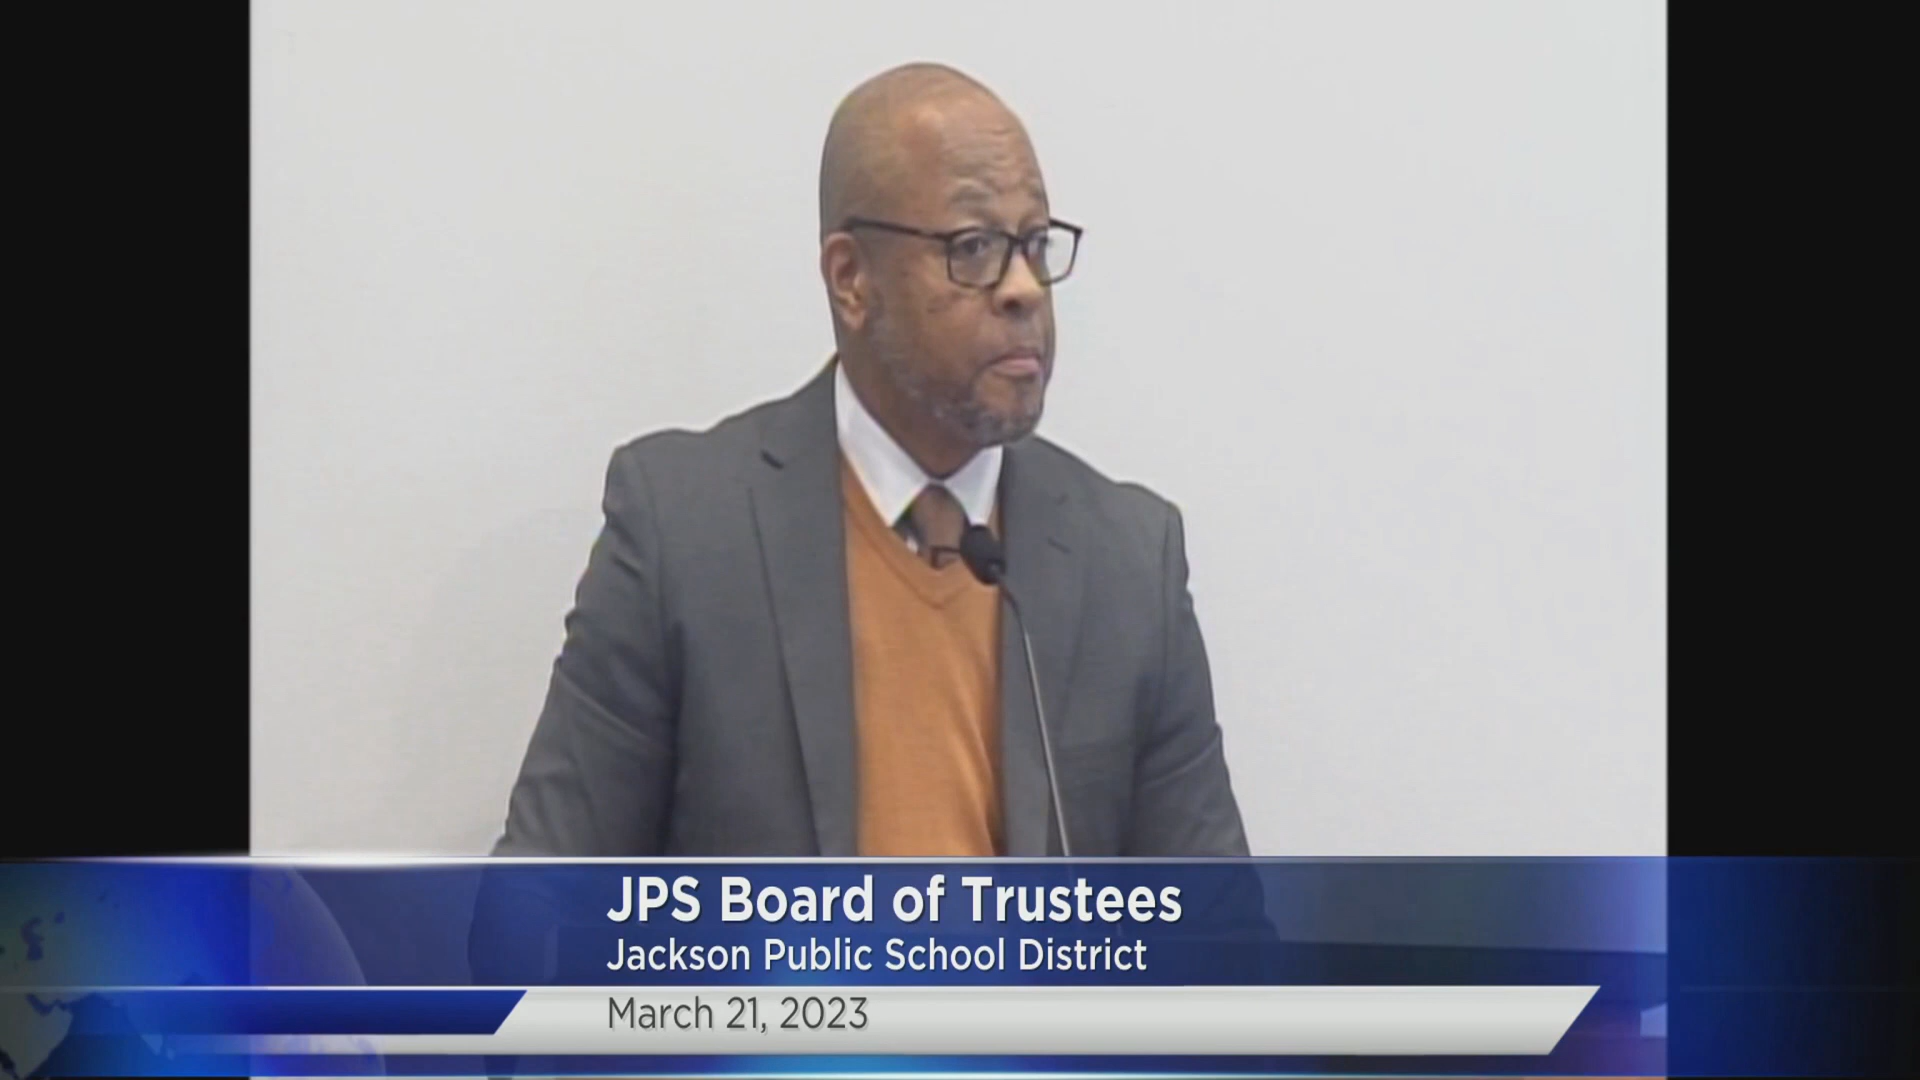 JPS Board of Trustees
Jackson Public School District
March 21, 2023